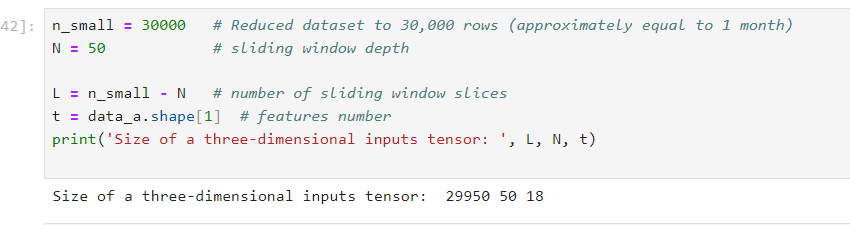 42]:
n_small = 30000   # Reduced dataset to 30,000 rows (approximately equal to 1 month)
N = 50            # sliding window depth
L = n_small - N   # number of sliding window slices
t = data_a.shape[1]  # features number
print('Size of a three-dimensional inputs tensor: ', L, N, t)
Size of a three-dimensional inputs tensor:  29950 50 18